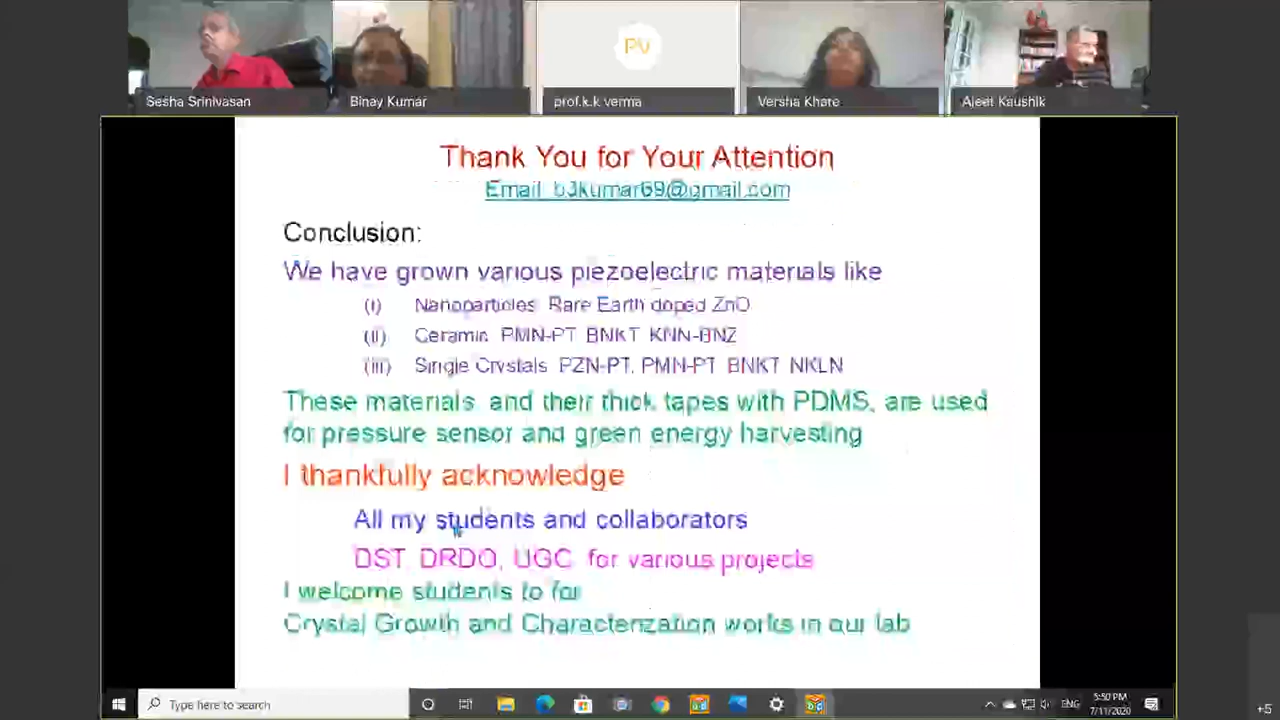 Sesha Srinivasan
Binay Kumar
PV
prof.k.k verma
Versha Khare
Ajeet Kaushik
Thank You for Your Attention
Email b3kumar69@gmail.com
Conclusion:
We have grown various piezoelectric materials like
(i) Nanoparticles Rare Earth doped ZnO
(ii) Ceramic PMN-PT BNKT KNN-BNZ
(iii) Single Crystals PZN-PT, PMN-PT BNKT NKLN
These materials and their thick tapes with PDMS, are used
for pressure sensor and green energy harvesting
I thankfully acknowledge
All my students and collaborators
DST, DRDO, UGC for various projects
I welcome students to for
Crystal Growth and Characterization works in our lab
Type here to search
ENG
5:50 PM
7/11/2020
+5